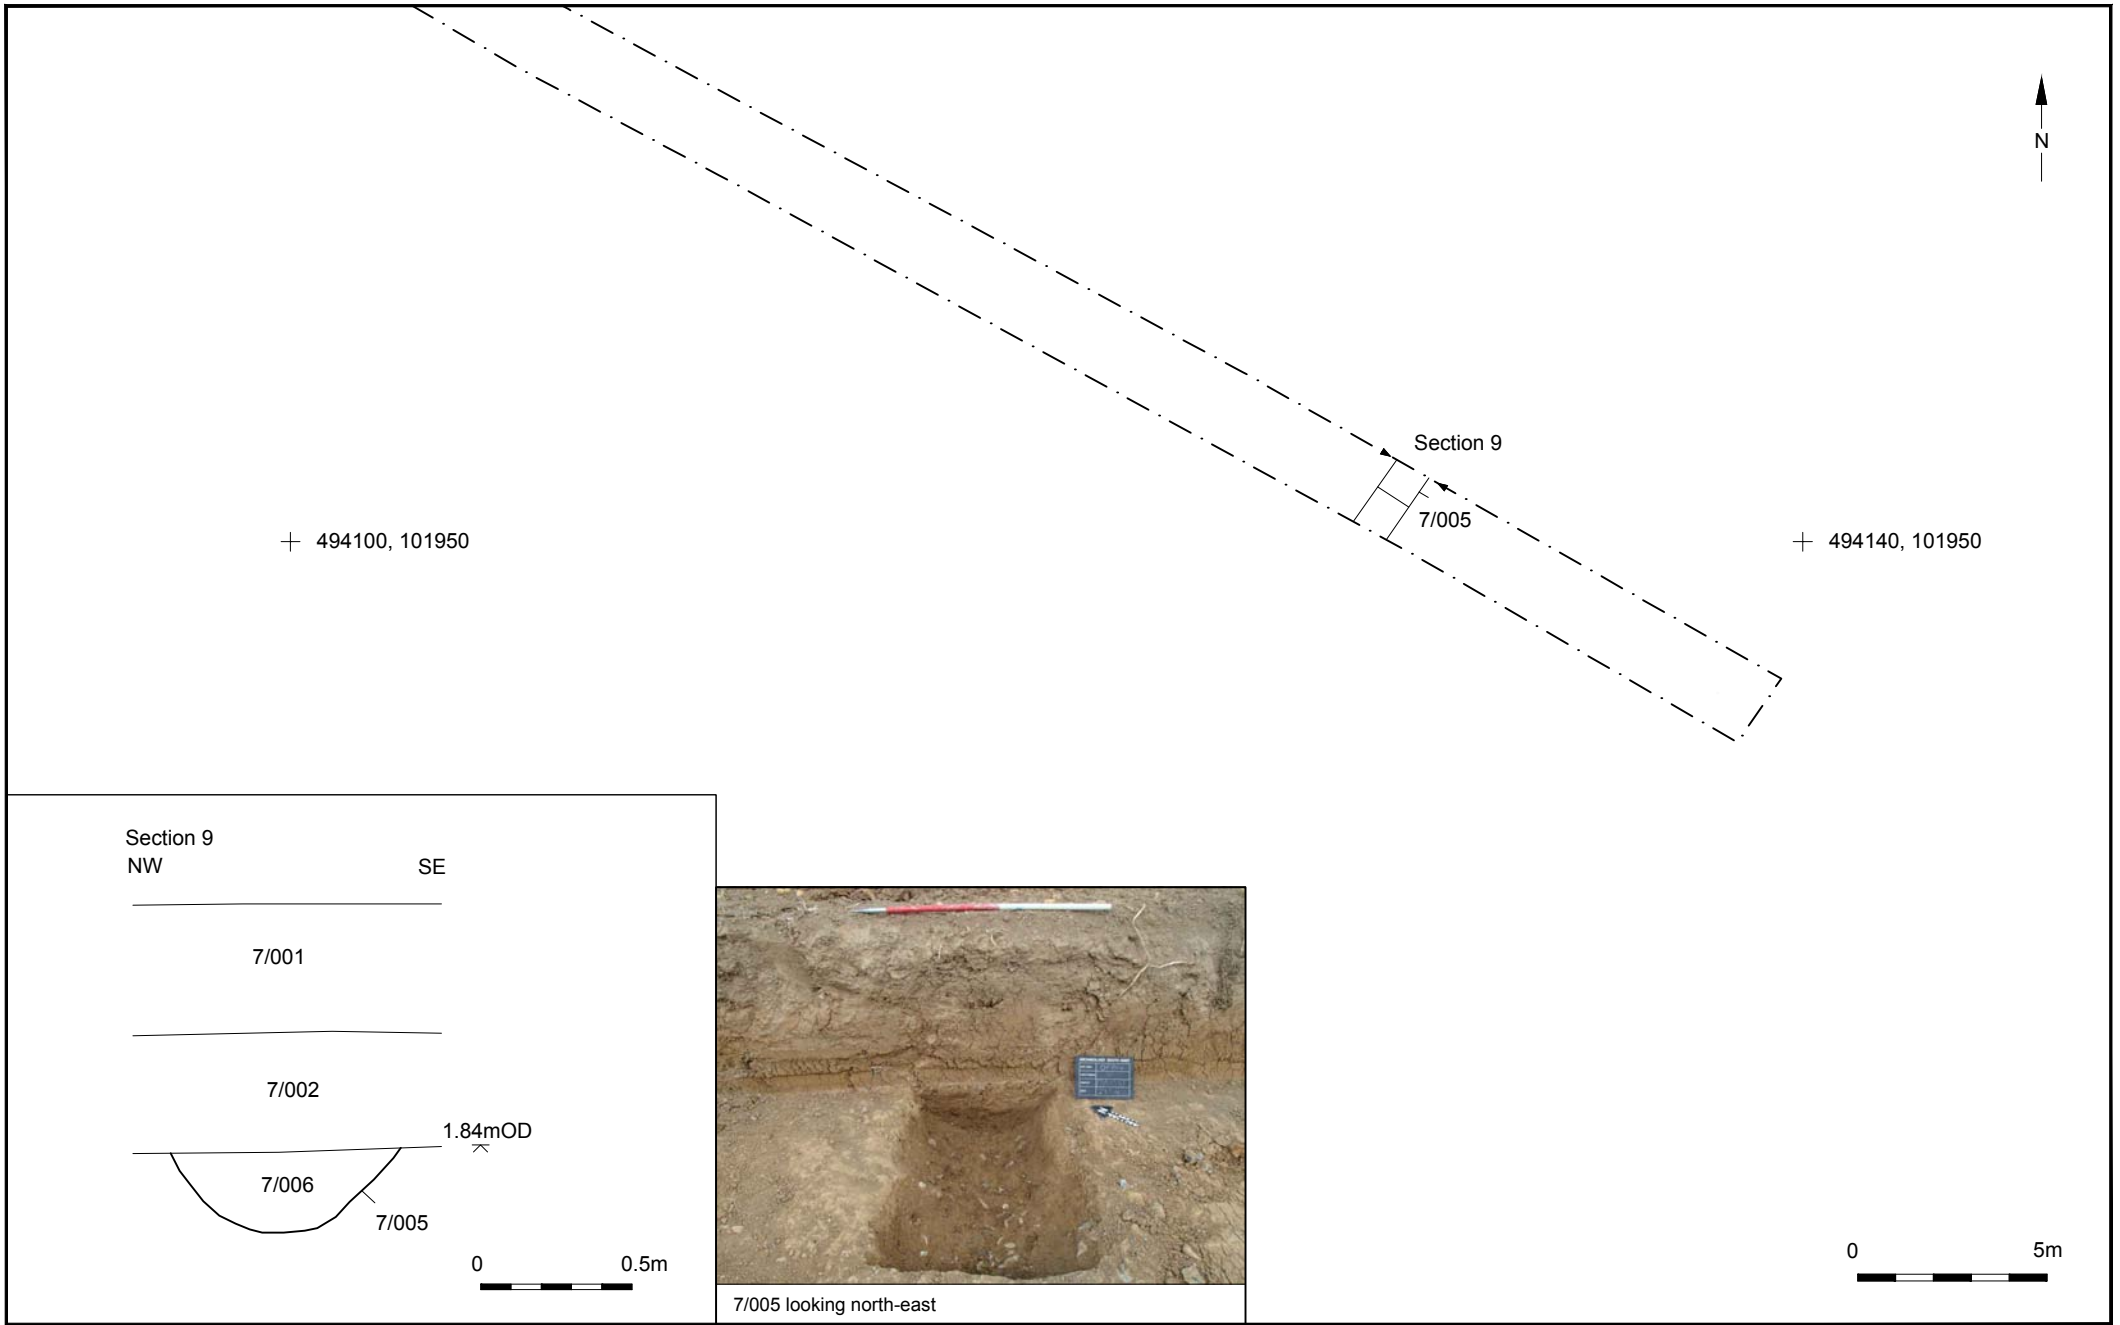 N
Section 9
7/005
494100, 101950
494140, 101950
Section 9
NW SE
7/001
7/002
1.84mOD
7/006
7/005
0 0.5m
7/005 looking north-east
0 5m